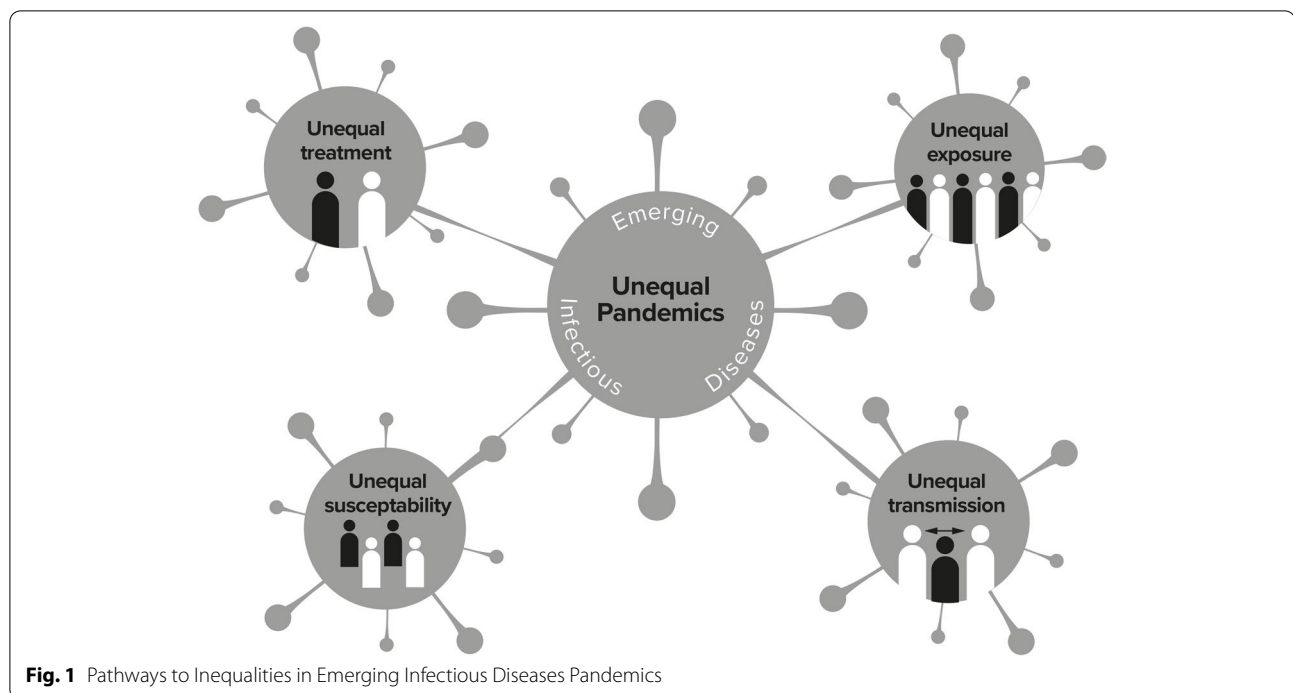 Unequal
treatment
Unequal
exposure
Emerging
Infectious
Diseases
Unequal
Pandemics
Unequal
susceptability
Unequal
transmission
Fig. 1 Pathways to Inequalities in Emerging Infectious Diseases Pandemics